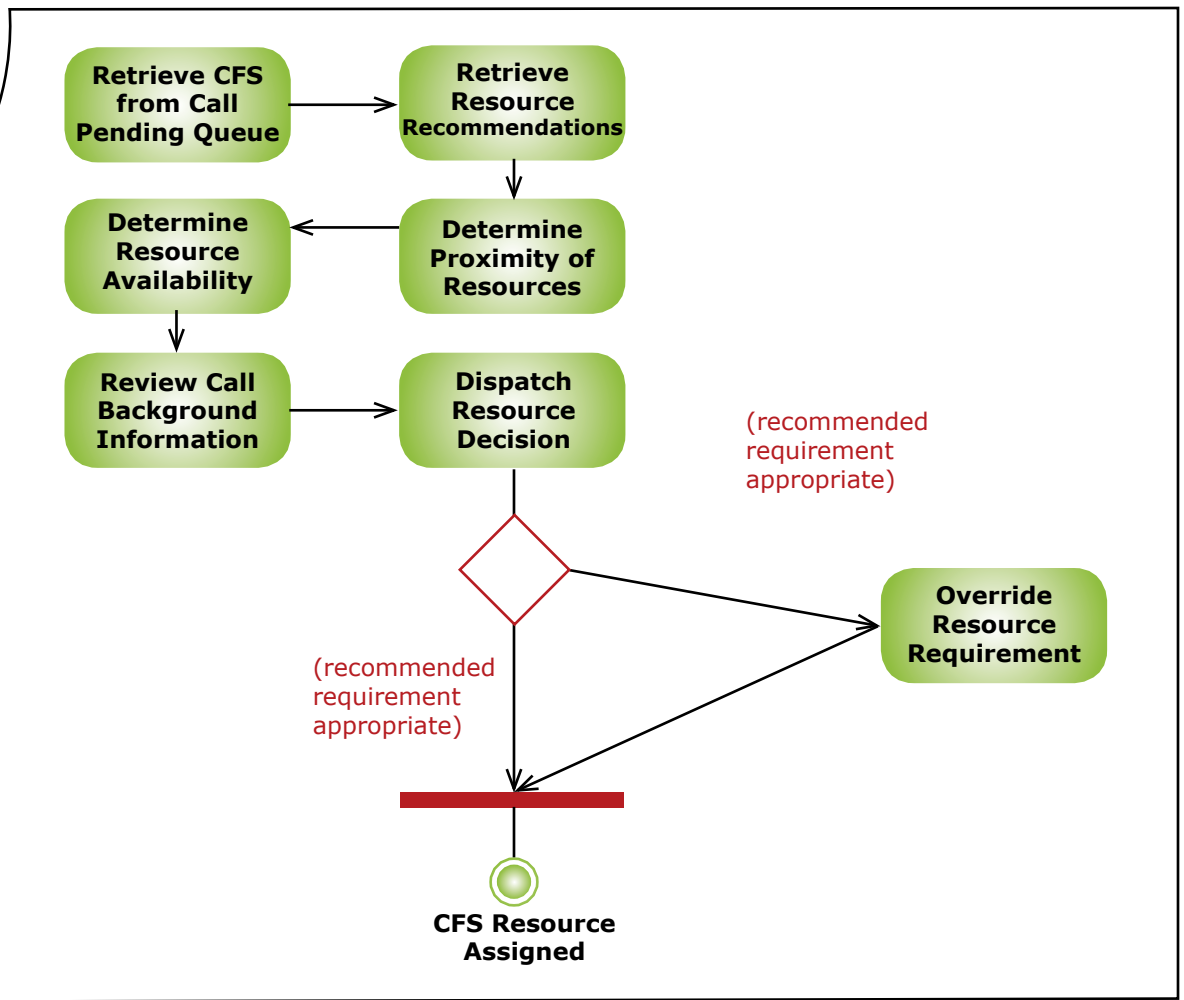 Retrieve CFS
from Call
Pending Queue
Retrieve
Resource
Recommendations
Determine
Resource
Availability
Determine
Proximity of
Resources
Review Call
Background
Information
Dispatch
Resource
Decision
(recommended
requirement
appropriate)
Override
Resource
Requirement
(recommended
requirement
appropriate)
CFS Resource
Assigned